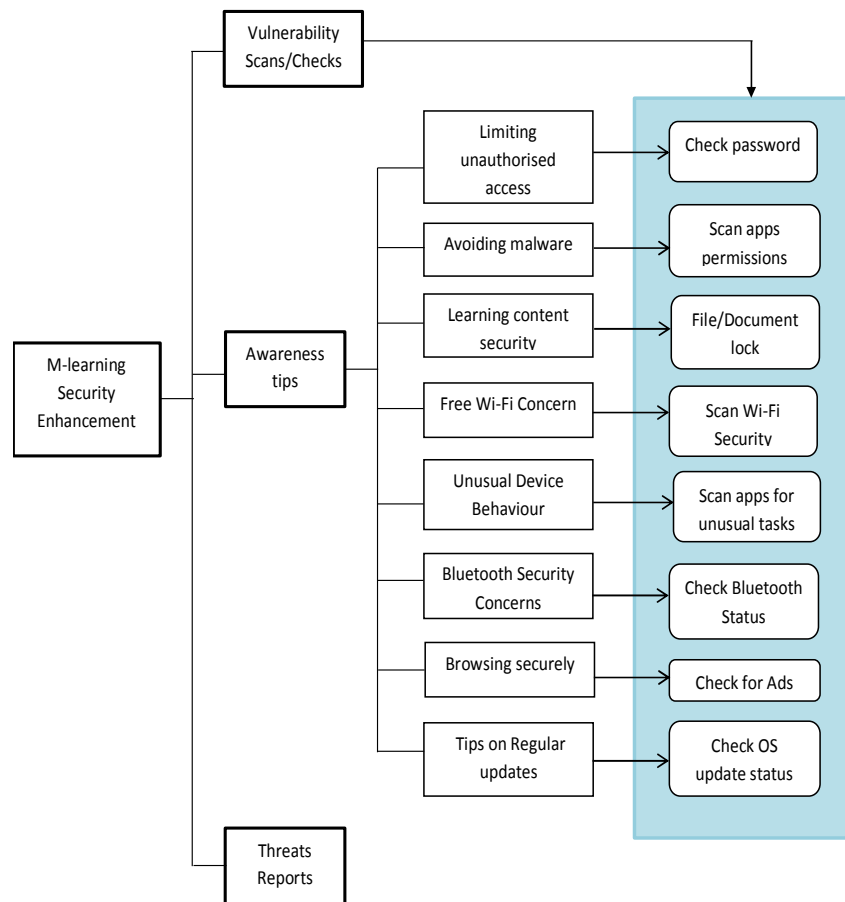 Vulnerability
Scans/Checks
Limiting
unauthorised
access
Check password
Avoiding malware
Scan apps
permissions
Learning content
security
File/Document
lock
M-learning
Security
Enhancement
Awareness
tips
Free Wi-Fi Concern
Scan Wi-Fi
Security
Unusual Device
Behaviour
Scan apps for
unusual tasks
Bluetooth Security
Concerns
Check Bluetooth
Status
Browsing securely
Check for Ads
Tips on Regular
updates
Check OS
update status
Threats
Reports